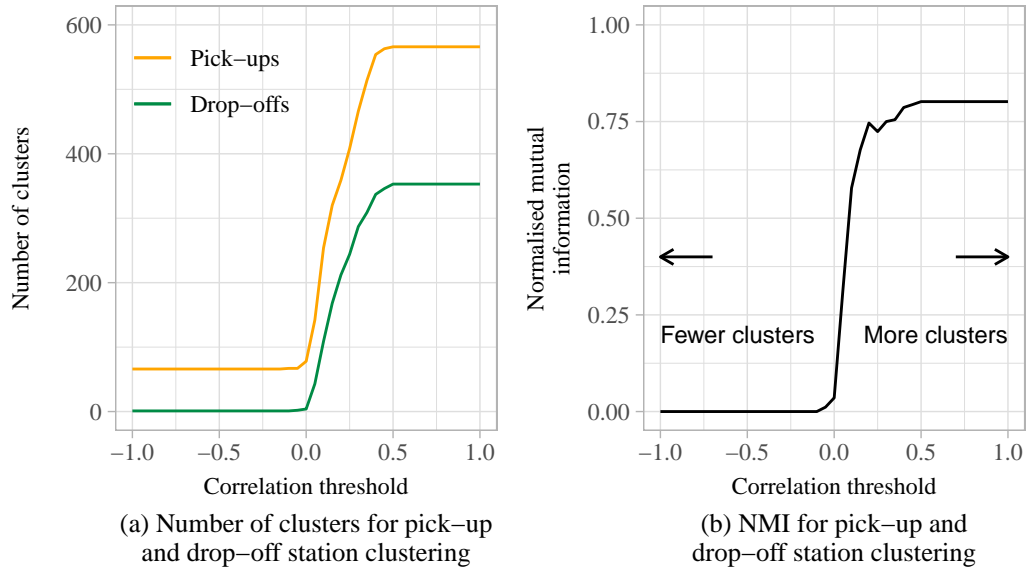 600
400
200
0
Number of clusters
Pick−ups
Drop−offs
−1.0 −0.5 0.0 0.5 1.0
Correlation threshold
(a) Number of clusters for pick−up
and drop−off station clustering
1.00
0.75
0.50
0.25
0.00
Normalised mutual
information
Fewer clusters
More clusters
−1.0 −0.5 0.0 0.5 1.0
Correlation threshold
(b) NMI for pick−up and
drop−off station clustering